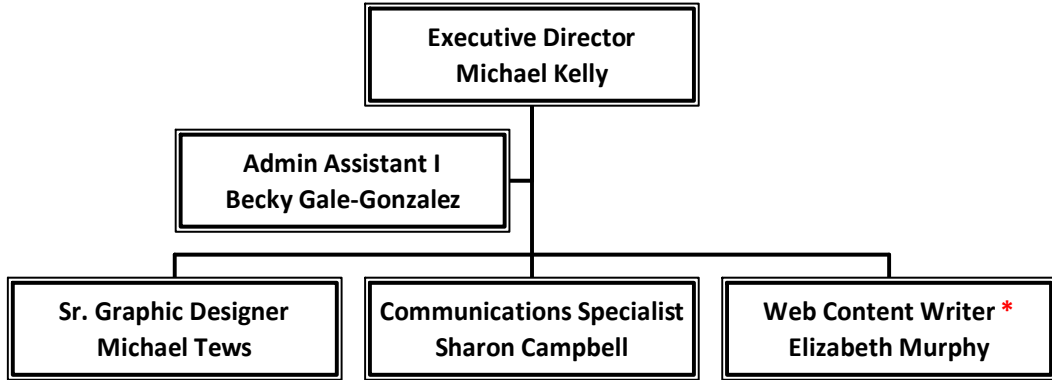 Executive Director
Michael Kelly
Admin Assistant I
Becky Gale-Gonzalez
Sr. Graphic Designer
Michael Tews
Communications Specialist
Sharon Campbell
Web Content Writer *
Elizabeth Murphy